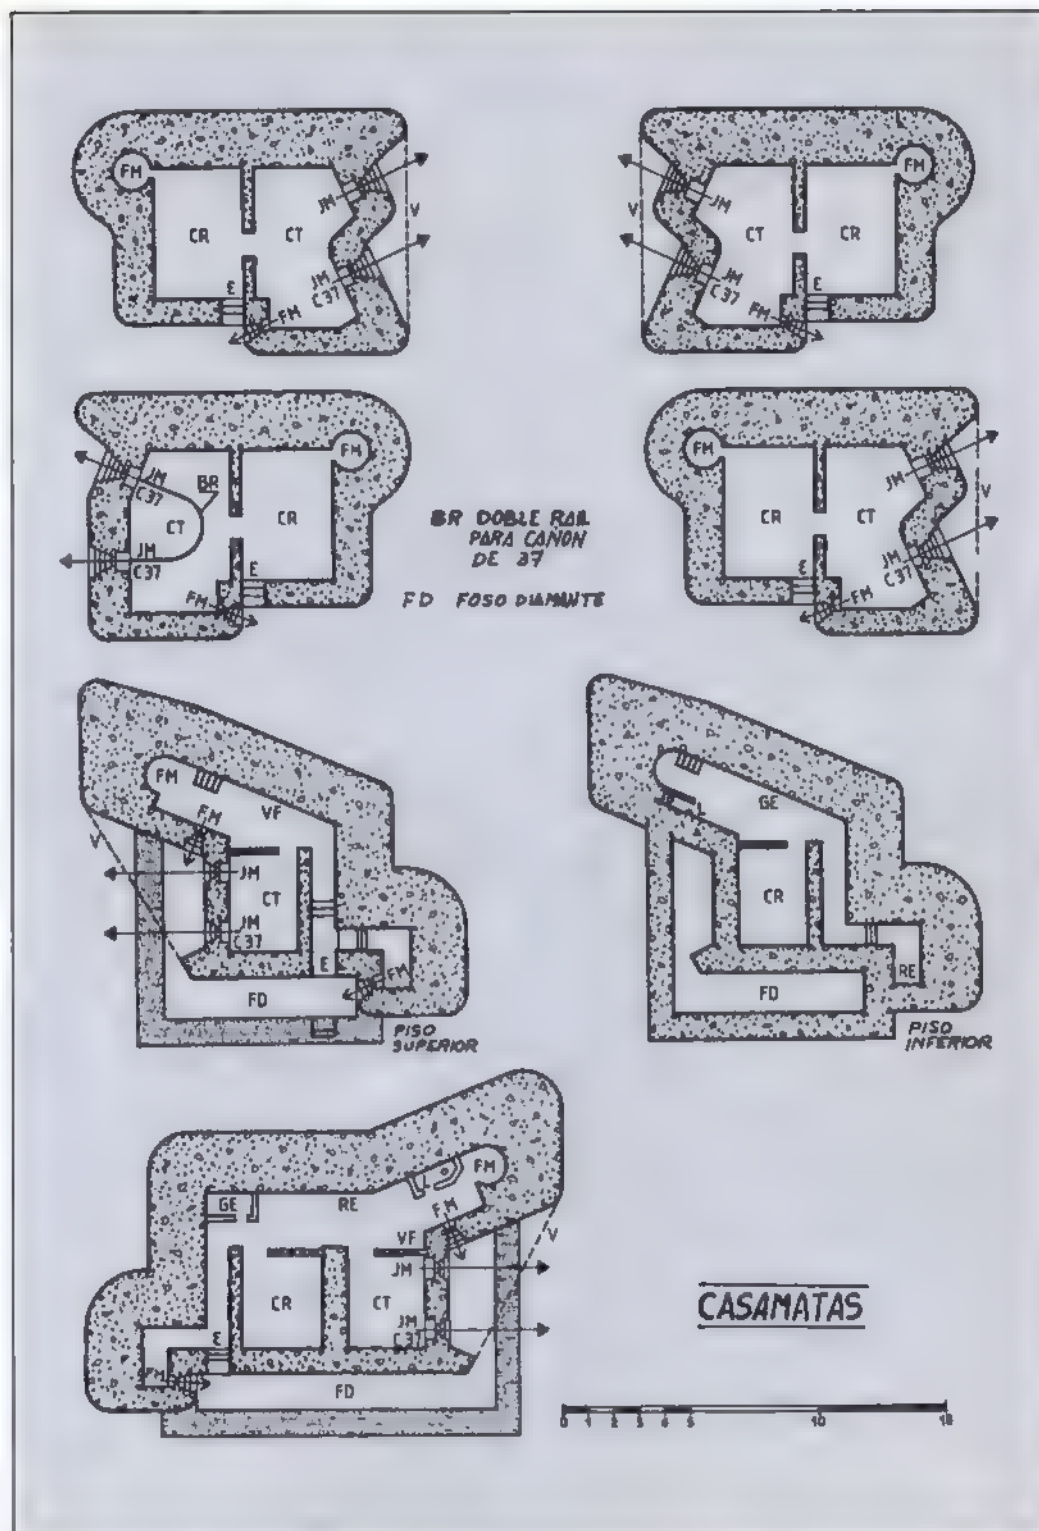 FM
CR
CT
JM
JM
C37
E
FM
V
FM
CR
CT
JM
JM
C37
E
FM
V
JM
C37
BR
CT
JM
C37
CR
FM
E
FM
BR DOBLE RAIL
PARA CAÑON
DE 37
FD FOSO DIAMANTE
FM
CR
CT
JM
JM
C37
E
FM
V
FM
VF
FM
V
JM
CT
JM
C37
E
FM
FD
PISO
SUPERIOR
L
GE
CR
RE
FD
PISO
INFERIOR
GE
RE
L
FM
FM
VF
V
JM
CR
CT
JM
C37
E
FM
FD
CASAMATAS
0 1 2 3 4 5 10 15